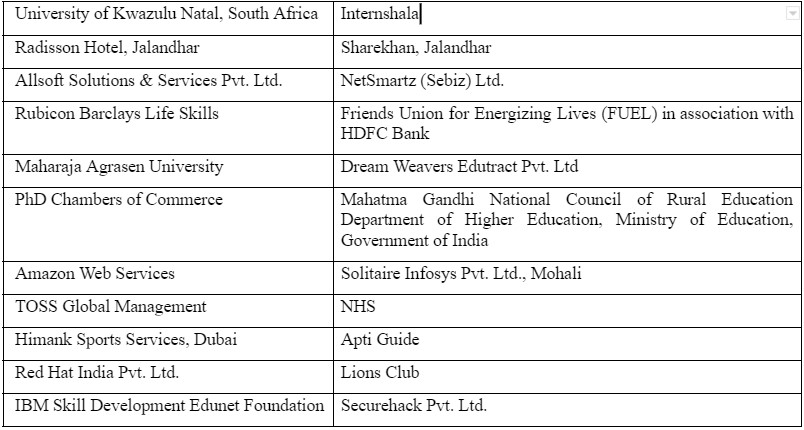 University of Kwazulu Natal, South Africa
Internshala
Radisson Hotel, Jalandhar
Sharekhan, Jalandhar
Allsoft Solutions & Services Pvt. Ltd.
NetSmartz (Sebiz) Ltd.
Rubicon Barclays Life Skills
Friends Union for Energizing Lives (FUEL) in association with
HDFC Bank
Maharaja Agrasen University
Dream Weavers Edutract Pvt. Ltd
PhD Chambers of Commerce
Mahatma Gandhi National Council of Rural Education
Department of Higher Education, Ministry of Education,
Government of India
Amazon Web Services
Solitaire Infosys Pvt. Ltd., Mohali
TOSS Global Management
NHS
Himank Sports Services, Dubai
Apti Guide
Red Hat India Pvt. Ltd.
Lions Club
IBM Skill Development Edunet Foundation
Securehack Pvt. Ltd.